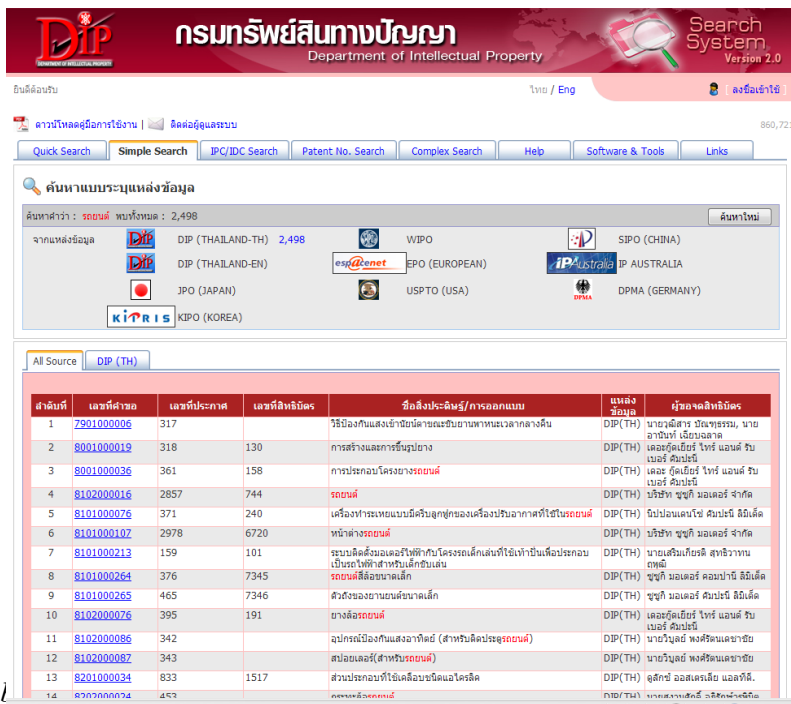 DIP
DEPARTMENT OF INTELLECTUAL PROPERTY
กรมทรัพย์สินทางปัญญา
Department of Intellectual Property
Search
System
Version 2.0
ยินดีต้อนรับ
ไทย / Eng
[ ลงชื่อเข้าใช้ ]
ดาวน์โหลดคู่มือการใช้งาน | ติดต่อผู้ดูแลระบบ
860,721
Quick Search Simple Search IPC/IDC Search Patent No. Search Complex Search Help Software & Tools Links
ค้นหาแบบระบุแหล่งข้อมูล
ค้นหาคำว่า : รถยนต์ พบทั้งหมด : 2,498 ค้นหาใหม่
จากแหล่งข้อมูล DIP DIP (THAILAND-TH) 2,498 WIPO SIPO (CHINA)
DIP DIP (THAILAND-EN) espacenet EPO (EUROPEAN) IPAustralia IP AUSTRALIA
JPO (JAPAN) USPTO (USA) DPMA DPMA (GERMANY)
KIPRIS KIPO (KOREA)
All Source DIP (TH)
ลำดับที่ เลขที่คำขอ เลขที่ประกาศ เลขที่สิทธิบัตร ชื่อสิ่งประดิษฐ์/การออกแบบ แหล่งข้อมูล ผู้ขอจดสิทธิบัตร
1 7901000006 317 วิธีป้องกันแสงเข้านัยน์ตาขณะขับยานพาหนะเวลากลางคืน DIP(TH) นายวุฒิสาร บัณฑุธรรม, นาย
อานันท์ เฉียบฉลาด
2 8001000019 318 130 การสร้างและการขึ้นรูปยาง DIP(TH) เดอะกู๊ดเยียร์ ไทร์ แอนด์ รับ
เบอร์ คัมปะนี
3 8001000036 361 158 การประกอบโครงยางรถยนต์ DIP(TH) เดอะ กู๊ดเยียร์ ไทร์ แอนด์ รับ
เบอร์ คัมปะนี
4 8102000016 2857 744 รถยนต์ DIP(TH) บริษัท ซูซูกิ มอเตอร์ จำกัด
5 8101000076 371 240 เครื่องทำระเหยแบบมีครีบลูกฟูกของเครื่องปรับอากาศที่ใช้ในรถยนต์ DIP(TH) นิปปอนเดนโซ่ คัมปะนี ลิมิเต็ด
6 8101000107 2978 6720 หน้าต่างรถยนต์ DIP(TH) บริษัท ซูซูกิ มอเตอร์ จำกัด
7 8101000213 159 101 ระบบติดตั้งมอเตอร์ไฟฟ้ากับโครงรถเด็กเล่นที่ใช้เท้าปั่นเพื่อประกอบ
เป็นรถไฟฟ้าสำหรับเด็กขับเล่น DIP(TH) นายเสริมเกียรติ สุทธิวาทน
8 8101000264 376 7345 รถยนต์สี่ล้อขนาดเล็ก DIP(TH) ซูซูกิ มอเตอร์ คอมปานี ลิมิเต็ด
9 8101000265 465 7346 ตัวถังของยานยนต์ขนาดเล็ก DIP(TH) ซูซูกิ มอเตอร์ คัมปะนี ลิมิเต็ด
10 8102000076 395 191 ยางล้อรถยนต์ DIP(TH) เดอะกู๊ดเยียร์ ไทร์ แอนด์ รับ
เบอร์ คัมปะนี
11 8102000086 342 อุปกรณ์ป้องกันแสงอาทิตย์ (สำหรับติดประตูรถยนต์) DIP(TH) นายวิบูลย์ พงศ์รัตนเดชาชัย
12 8102000087 343 สปอยเลอร์(สำหรับรถยนต์) DIP(TH) นายวิบูลย์ พงศ์รัตนเดชาชัย
13 8201000034 833 1517 ส่วนประกอบที่ใช้เคลือบชนิดแอไครลิค DIP(TH) ดูลักซ์ ออสเตรเลีย แอลทีดี.
14 8202000024 453 กระทะล้อรถยนต์ DIP(TH)